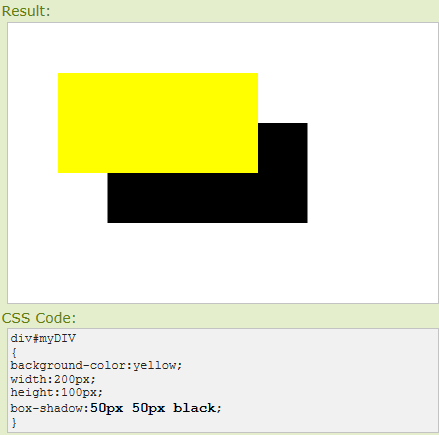 Result:
CSS Code:
div#myDIV
{
background-color:yellow;
width:200px;
height:100px;
box-shadow:50px 50px black;
}